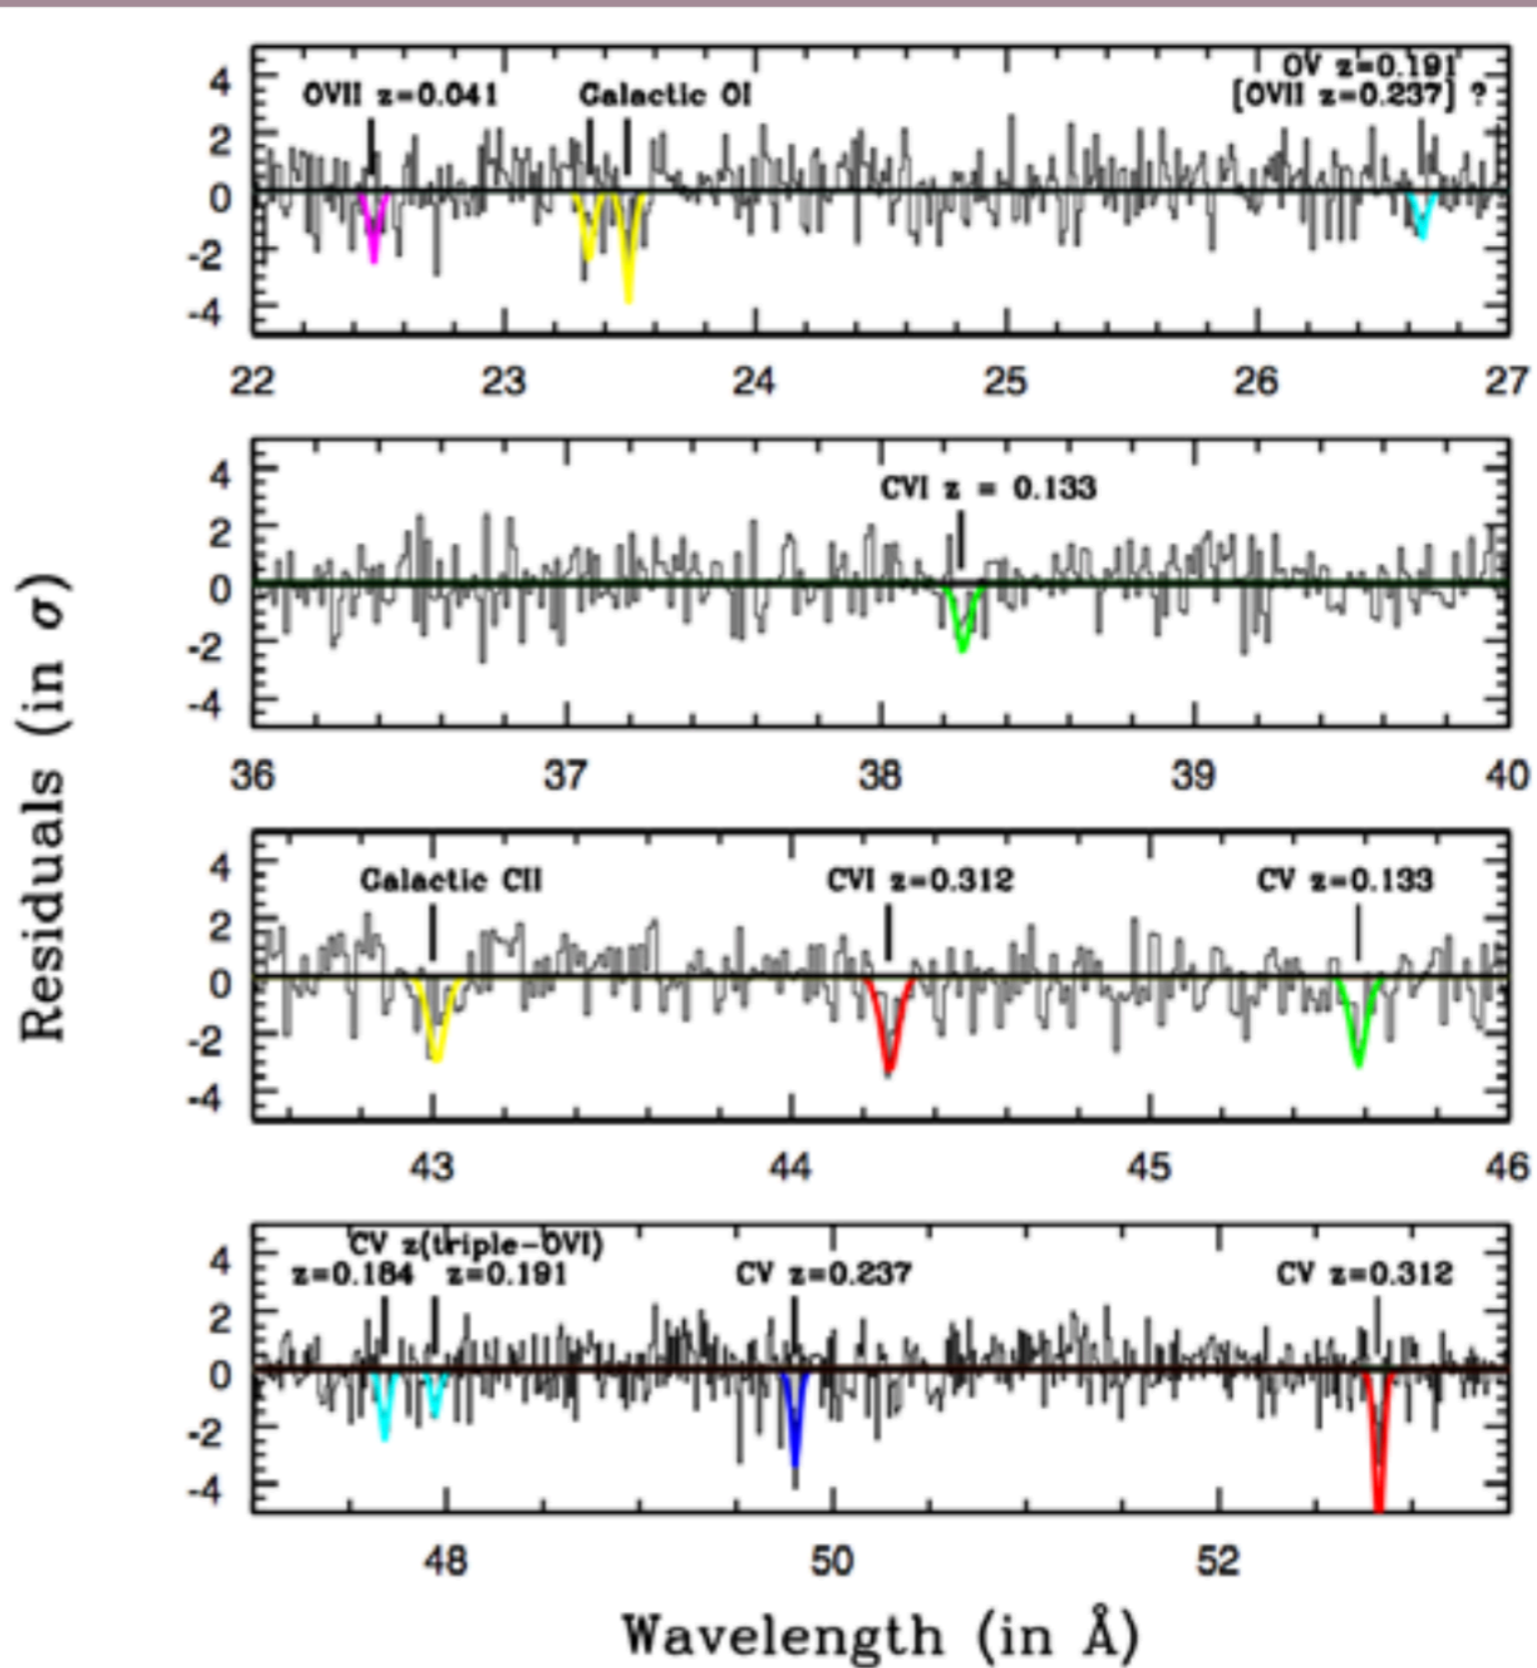 OV z=0.191
OVII z=0.041 Galactic OI [OVII z=0.237] ?
4
2
0
-2
-4
22 23 24 25 26 27
CVI z = 0.133
4
2
0
-2
-4
36 37 38 39 40
Galactic CII CVI z=0.312 CV z=0.133
4
2
0
-2
-4
43 44 45 46
CV z(triple-OVI)
z=0.184 z=0.191 CV z=0.237 CV z=0.312
4
2
0
-2
-4
48 50 52
Residuals (in σ)
Wavelength (in Å)